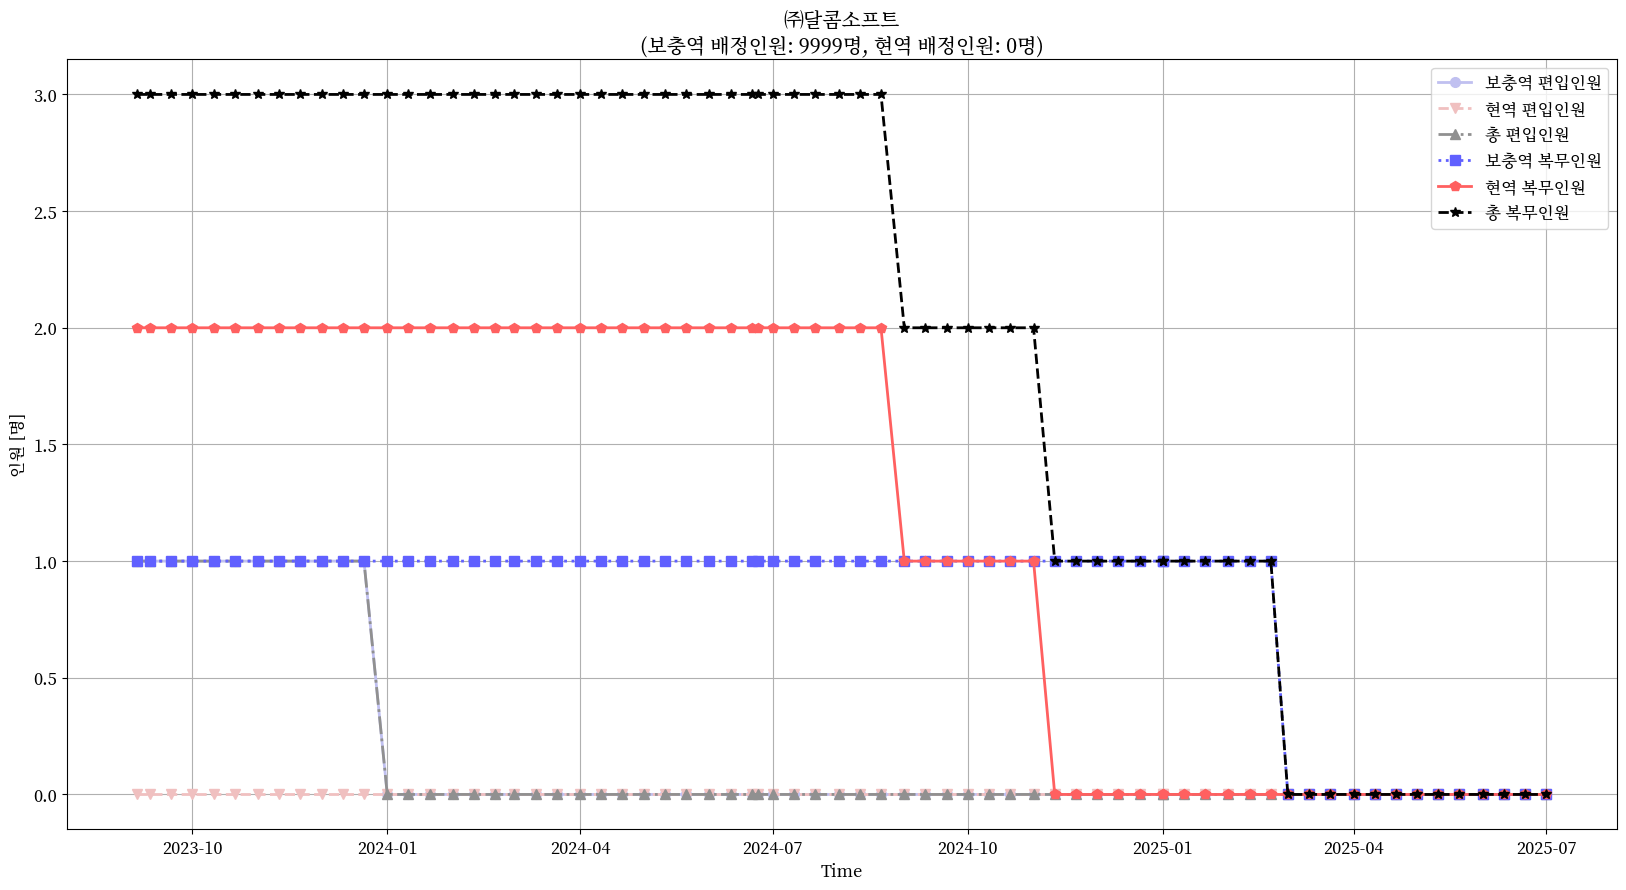 ㈜달콤소프트
(보충역 배정인원: 9999명, 현역 배정인원: 0명)
보충역 편입인원
현역 편입인원
총 편입인원
보충역 복무인원
현역 복무인원
총 복무인원
3.0
2.5
2.0
1.5
1.0
0.5
0.0
인원 [명]
2023-10
2024-01
2024-04
2024-07
2024-10
2025-01
2025-04
2025-07
Time